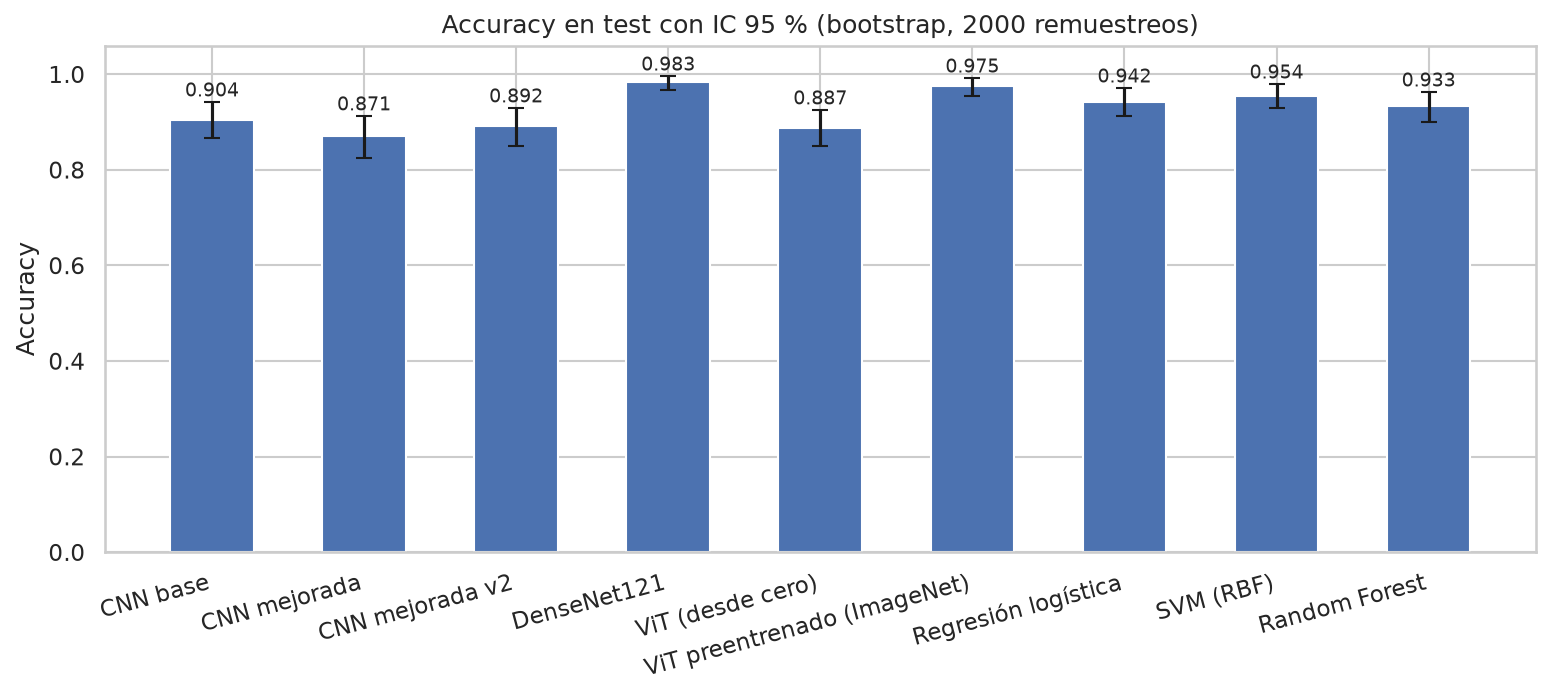 Accuracy en test con IC 95 % (bootstrap, 2000 remuestreos)
Accuracy
1.0
0.8
0.6
0.4
0.2
0.0
0.904
0.871
0.892
0.983
0.887
0.975
0.942
0.954
0.933
CNN base
CNN mejorada
CNN mejorada v2
DenseNet121
ViT (desde cero)
ViT preentrenado (ImageNet)
Regresión logística
SVM (RBF)
Random Forest